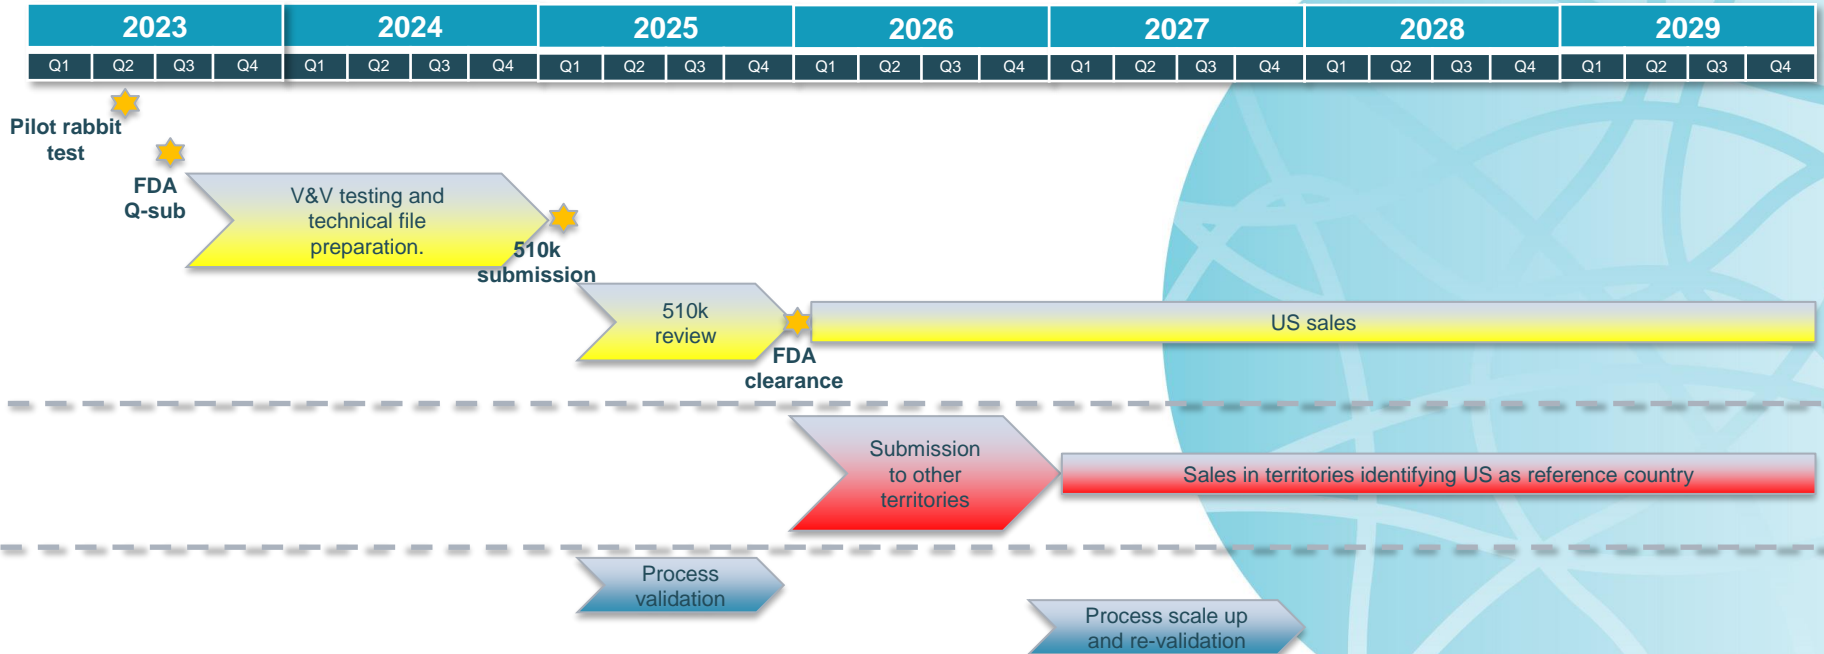 2023 2024 2025 2026 2027 2028 2029
Q1 Q2 Q3 Q4 Q1 Q2 Q3 Q4 Q1 Q2 Q3 Q4 Q1 Q2 Q3 Q4 Q1 Q2 Q3 Q4 Q1 Q2 Q3 Q4 Q1 Q2 Q3 Q4
Pilot rabbit
test
FDA
Q-sub
V&V testing and
technical file
preparation.
510k
submission
510k
review
FDA
clearance
US sales
Submission
to other
territories
Sales in territories identifying US as reference country
Process
validation
Process scale up
and re-validation